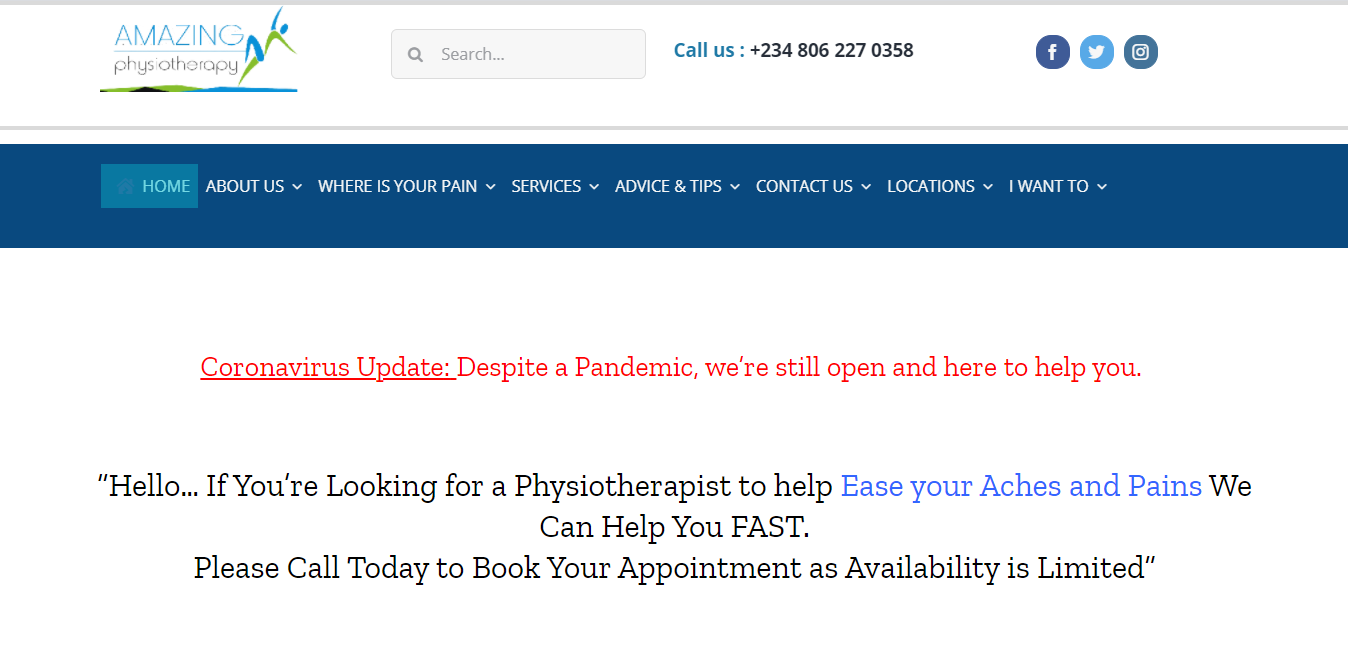 AMAZING
physiotherapy
Search...
Call us : +234 806 227 0358
HOME ABOUT US WHERE IS YOUR PAIN SERVICES ADVICE & TIPS CONTACT US LOCATIONS I WANT TO
Coronavirus Update: Despite a Pandemic, we’re still open and here to help you.
“Hello... If You’re Looking for a Physiotherapist to help Ease your Aches and Pains We
Can Help You FAST.
Please Call Today to Book Your Appointment as Availability is Limited”